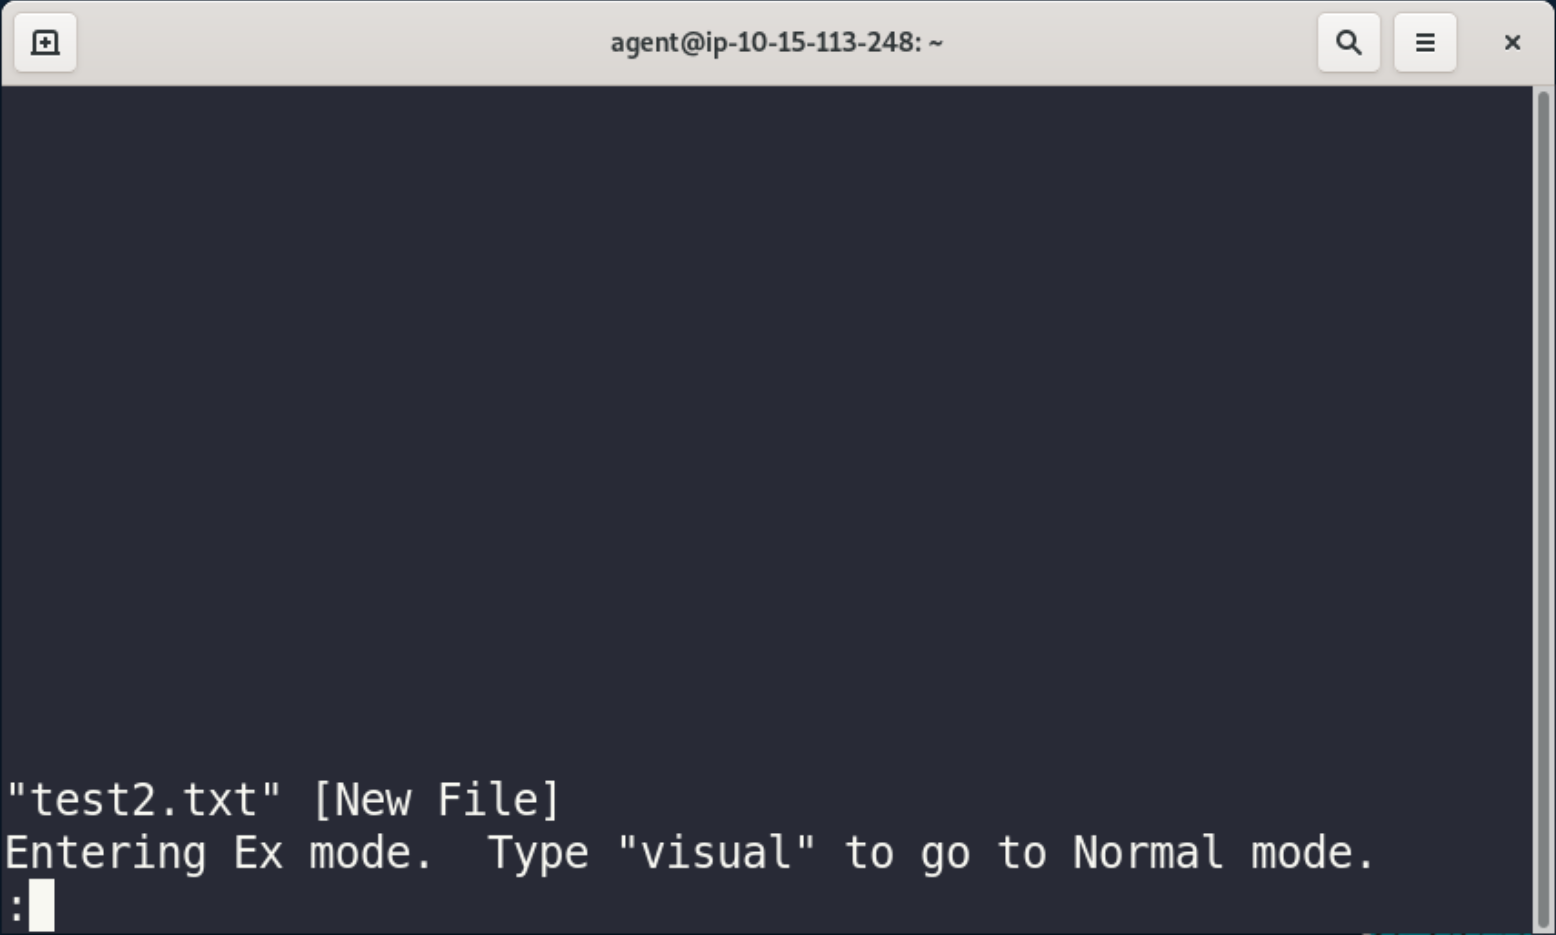 agent@ip-10-15-113-248: ~
"test2.txt" [New File]
Entering Ex mode.  Type "visual" to go to Normal mode.
: